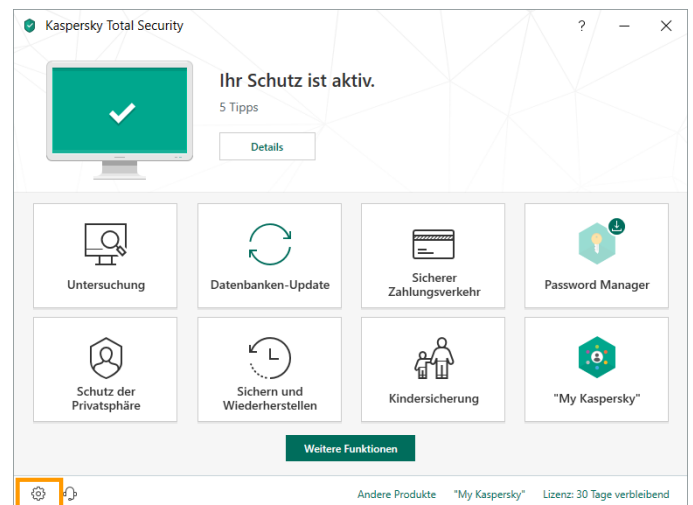 Kaspersky Total Security
?
Ihr Schutz ist aktiv.
5 Tipps
Details
Untersuchung
Datenbanken-Update
Sicherer
Zahlungsverkehr
Password Manager
Schutz der
Privatsphäre
Sichern und
Wiederherstellen
Kindersicherung
"My Kaspersky"
Weitere Funktionen
Andere Produkte "My Kaspersky" Lizenz: 30 Tage verbleibend